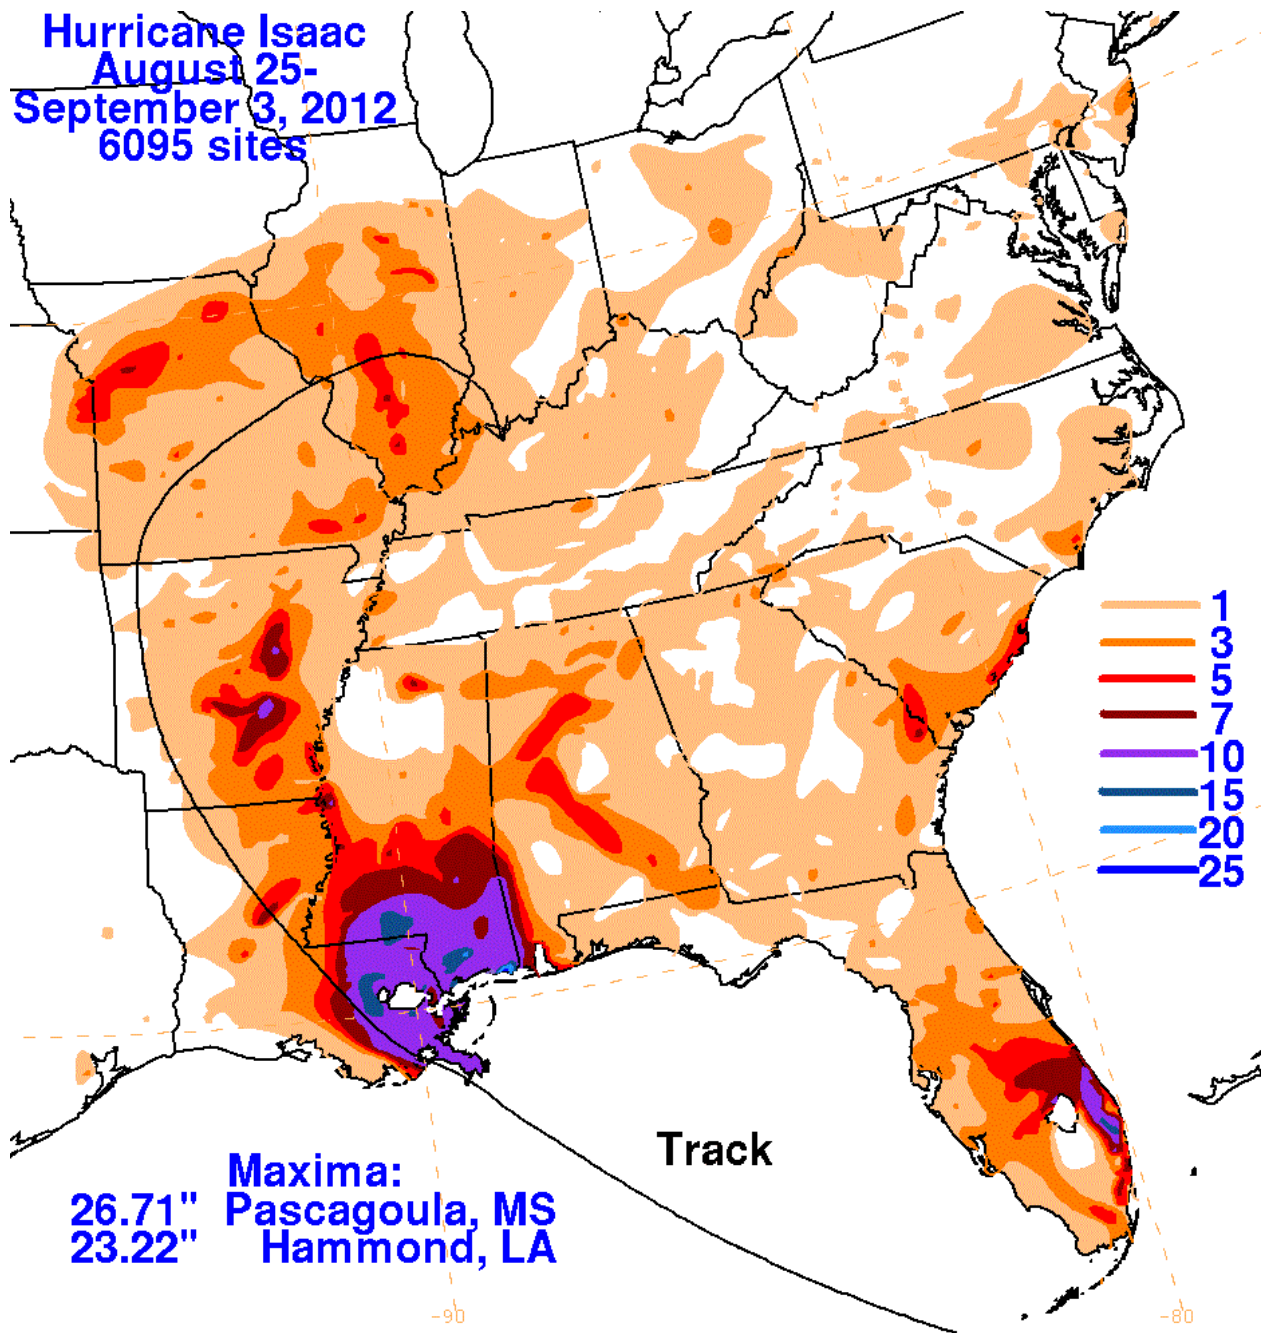 Hurricane Isaac
August 25-
September 3, 2012
6095 sites
1
3
5
7
10
15
20
25
Track
Maxima:
26.71" Pascagoula, MS
23.22" Hammond, LA
-90
-80